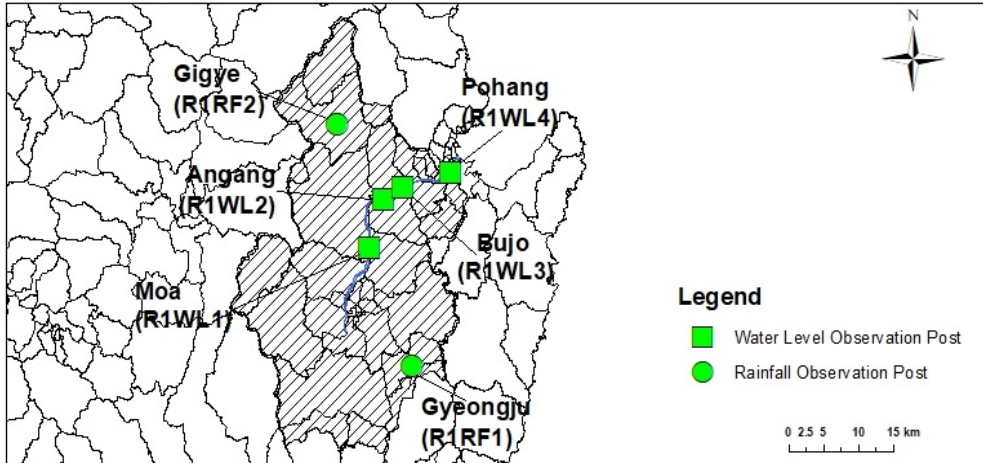 N
Gigye
(R1RF2)
Pohang
(R1WL4)
Angang
(R1WL2)
Bujo
(R1WL3)
Moa
(R1WL1)
Gyeongju
(R1RF1)
Legend
Water Level Observation Post
Rainfall Observation Post
0 2.5 5 10 15 km